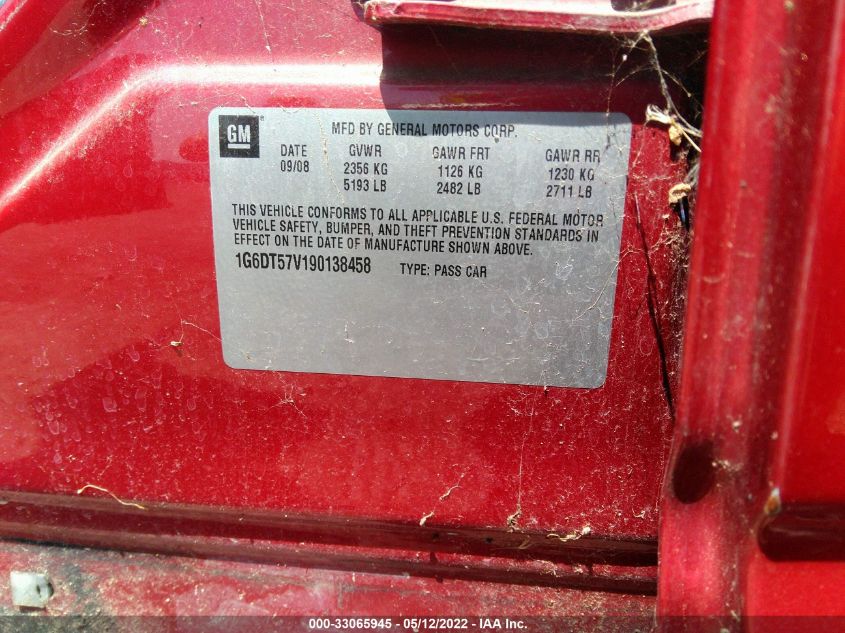 GM
MFD BY GENERAL MOTORS CORP.
DATE GVWR GAWR FRT GAWR RR
09/08 2356 KG 1126 KG 1230 KG
5193 LB 2482 LB 2711 LB
THIS VEHICLE CONFORMS TO ALL APPLICABLE U.S. FEDERAL MOTOR
VEHICLE SAFETY, BUMPER, AND THEFT PREVENTION STANDARDS IN
EFFECT ON THE DATE OF MANUFACTURE SHOWN ABOVE.
1G6DT57V190138458 TYPE: PASS CAR
000-33065945 - 05/12/2022 - IAA Inc.